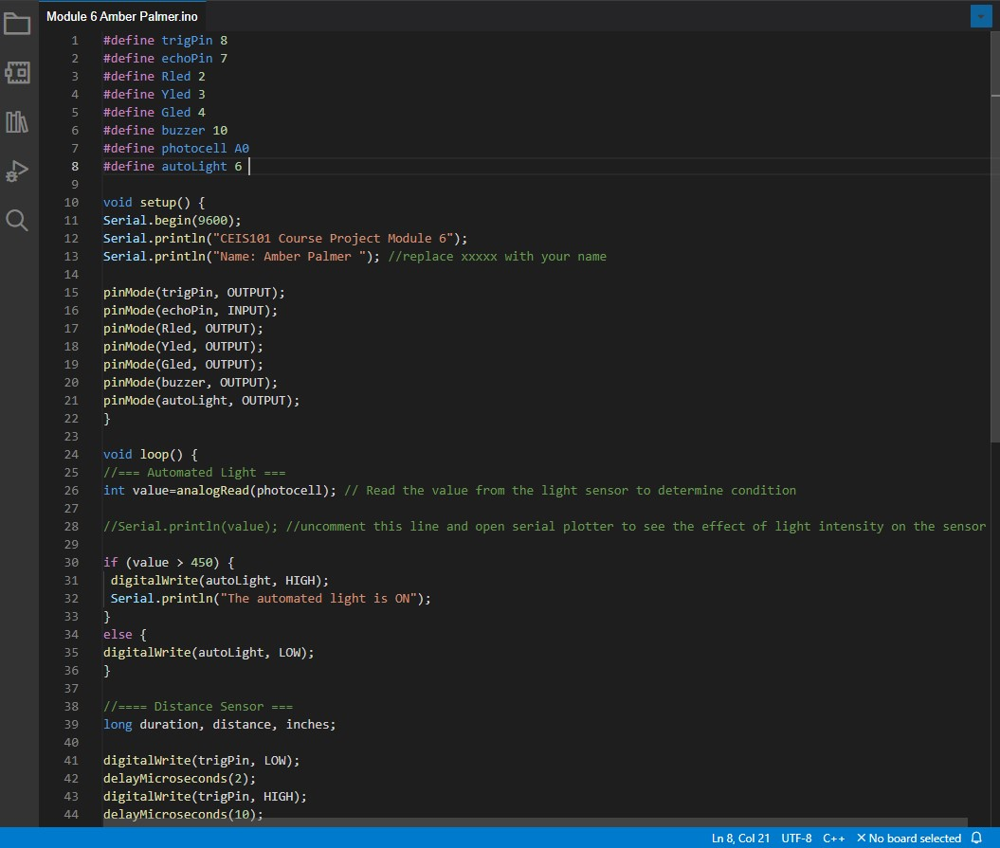 Module 6 Amber Palmer.ino
1 #define trigPin 8
2 #define echoPin 7
3 #define Rled 2
4 #define Yled 3
5 #define Gled 4
6 #define buzzer 10
7 #define photocell A0
8 #define autoLight 6
9
10 void setup() {
11 Serial.begin(9600);
12 Serial.println("CEIS101 Course Project Module 6");
13 Serial.println("Name: Amber Palmer "); //replace xxxxx with your name
14
15 pinMode(trigPin, OUTPUT);
16 pinMode(echoPin, INPUT);
17 pinMode(Rled, OUTPUT);
18 pinMode(Yled, OUTPUT);
19 pinMode(Gled, OUTPUT);
20 pinMode(buzzer, OUTPUT);
21 pinMode(autoLight, OUTPUT);
22 }
23
24 void loop() {
25 //=== Automated Light ===
26 int value=analogRead(photocell); // Read the value from the light sensor to determine condition
27
28 //Serial.println(value); //uncomment this line and open serial plotter to see the effect of light intensity on the sensor
29
30 if (value > 450) {
31 digitalWrite(autoLight, HIGH);
32 Serial.println("The automated light is ON");
33 }
34 else {
35 digitalWrite(autoLight, LOW);
36 }
37
38 //==== Distance Sensor ===
39 long duration, distance, inches;
40
41 digitalWrite(trigPin, LOW);
42 delayMicroseconds(2);
43 digitalWrite(trigPin, HIGH);
44 delayMicroseconds(10);
Ln 8, Col 21 UTF-8 C++ No board selected